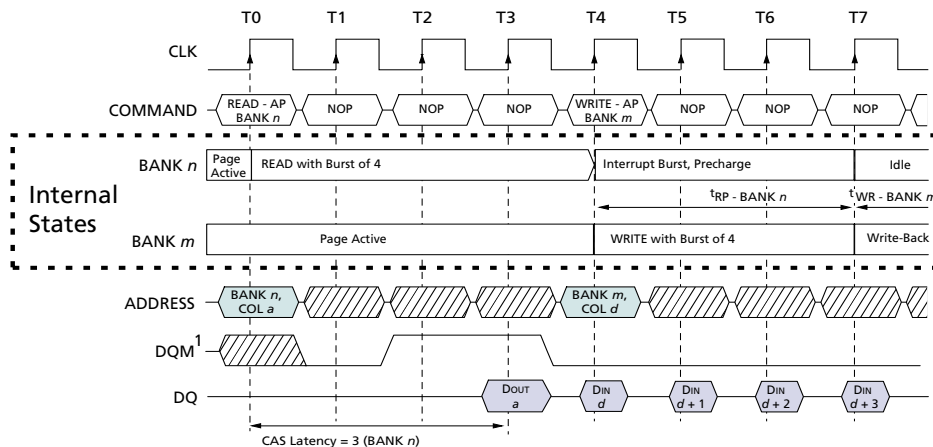 T0 T1 T2 T3 T4 T5 T6 T7
CLK
COMMAND READ - AP BANK n NOP NOP NOP WRITE - AP BANK m NOP NOP NOP
Internal States
BANK n Page Active READ with Burst of 4 Interrupt Burst, Precharge Idle
tRP - BANK n tWR - BANK m
BANK m Page Active WRITE with Burst of 4 Write-Back
ADDRESS BANK n, COL a BANK m, COL d
DQM1
DQ DOUT a DIN d DIN d + 1 DIN d + 2 DIN d + 3
CAS Latency = 3 (BANK n)